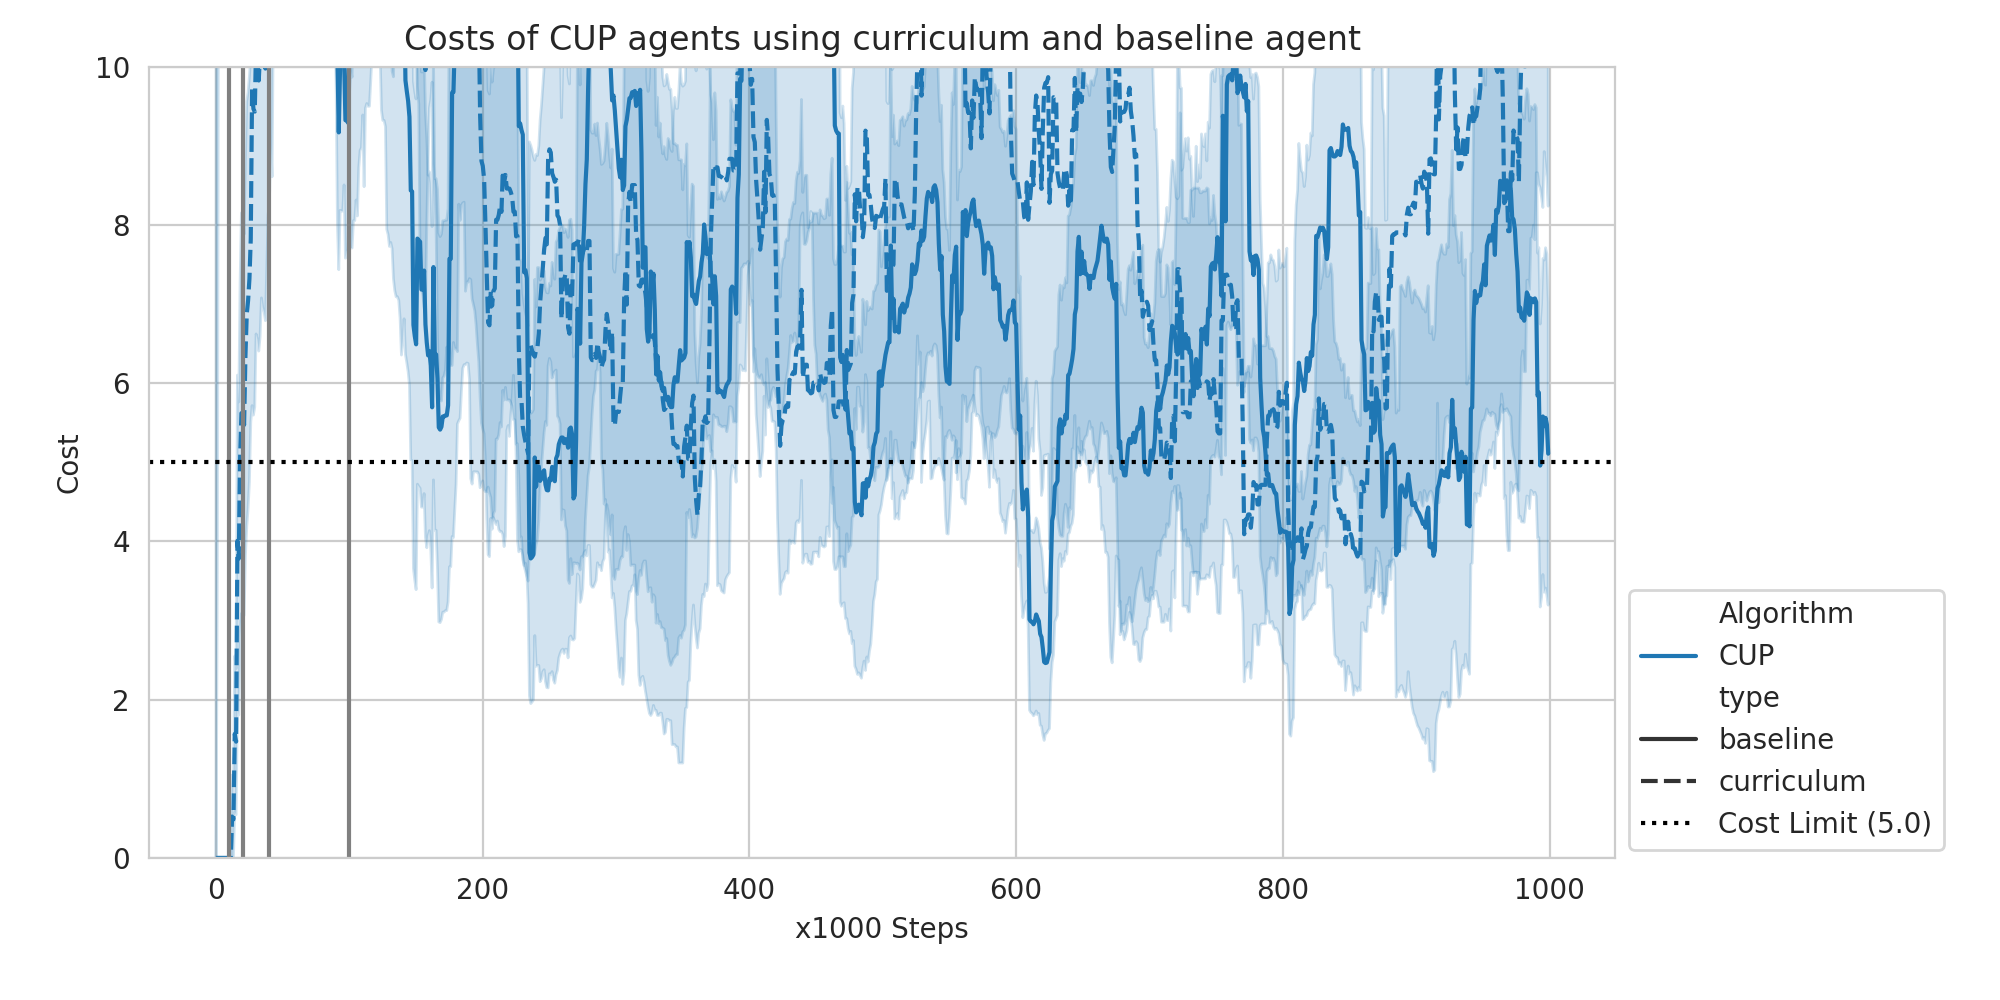 Costs of CUP agents using curriculum and baseline agent
10
8
6
4
2
0
Cost
0 200 400 600 800 1000
x1000 Steps
Algorithm
CUP
type
baseline
curriculum
Cost Limit (5.0)